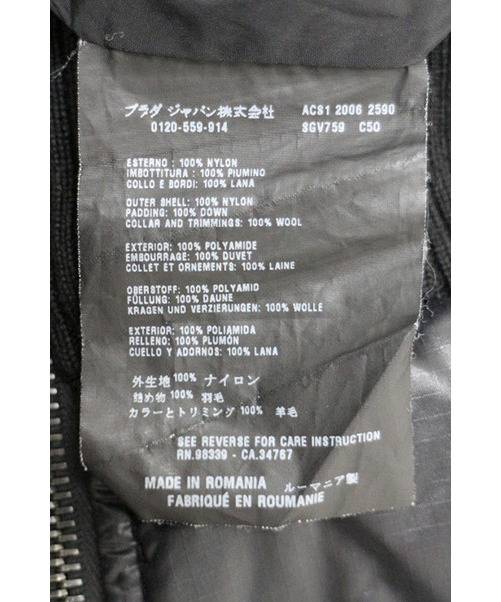 プラダ ジャパン株式会社 ACS1 2006 2590
0120-559-914 SGV759 C50
ESTERNO : 100% NYLON
IMBOTTITURA : 100% PIUMINO
COLLO E BORDI : 100% LANA
OUTER SHELL: 100% NYLON
PADDING: 100% DOWN
COLLAR AND TRIMMINGS: 100% WOOL
EXTERIOR: 100% POLYAMIDE
EMBOURRAGE: 100% DUVET
COLLET ET ORNEMENTS: 100% LAINE
OBERSTOFF: 100% POLYAMID
FÜLLUNG: 100% DAUNE
KRAGEN UND VERZIERUNGEN: 100% WOLLE
EXTERIOR: 100% POLIAMIDA
RELLENO: 100% PLUMÓN
CUELLO Y ADORNOS: 100% LANA
外生地 100% ナイロン
詰め物 100% 羽毛
カラーとトリミング 100% 羊毛
SEE REVERSE FOR CARE INSTRUCTION
RN.98339 - CA.34767
MADE IN ROMANIA ルーマニア製
FABRIQUÉ EN ROUMANIE